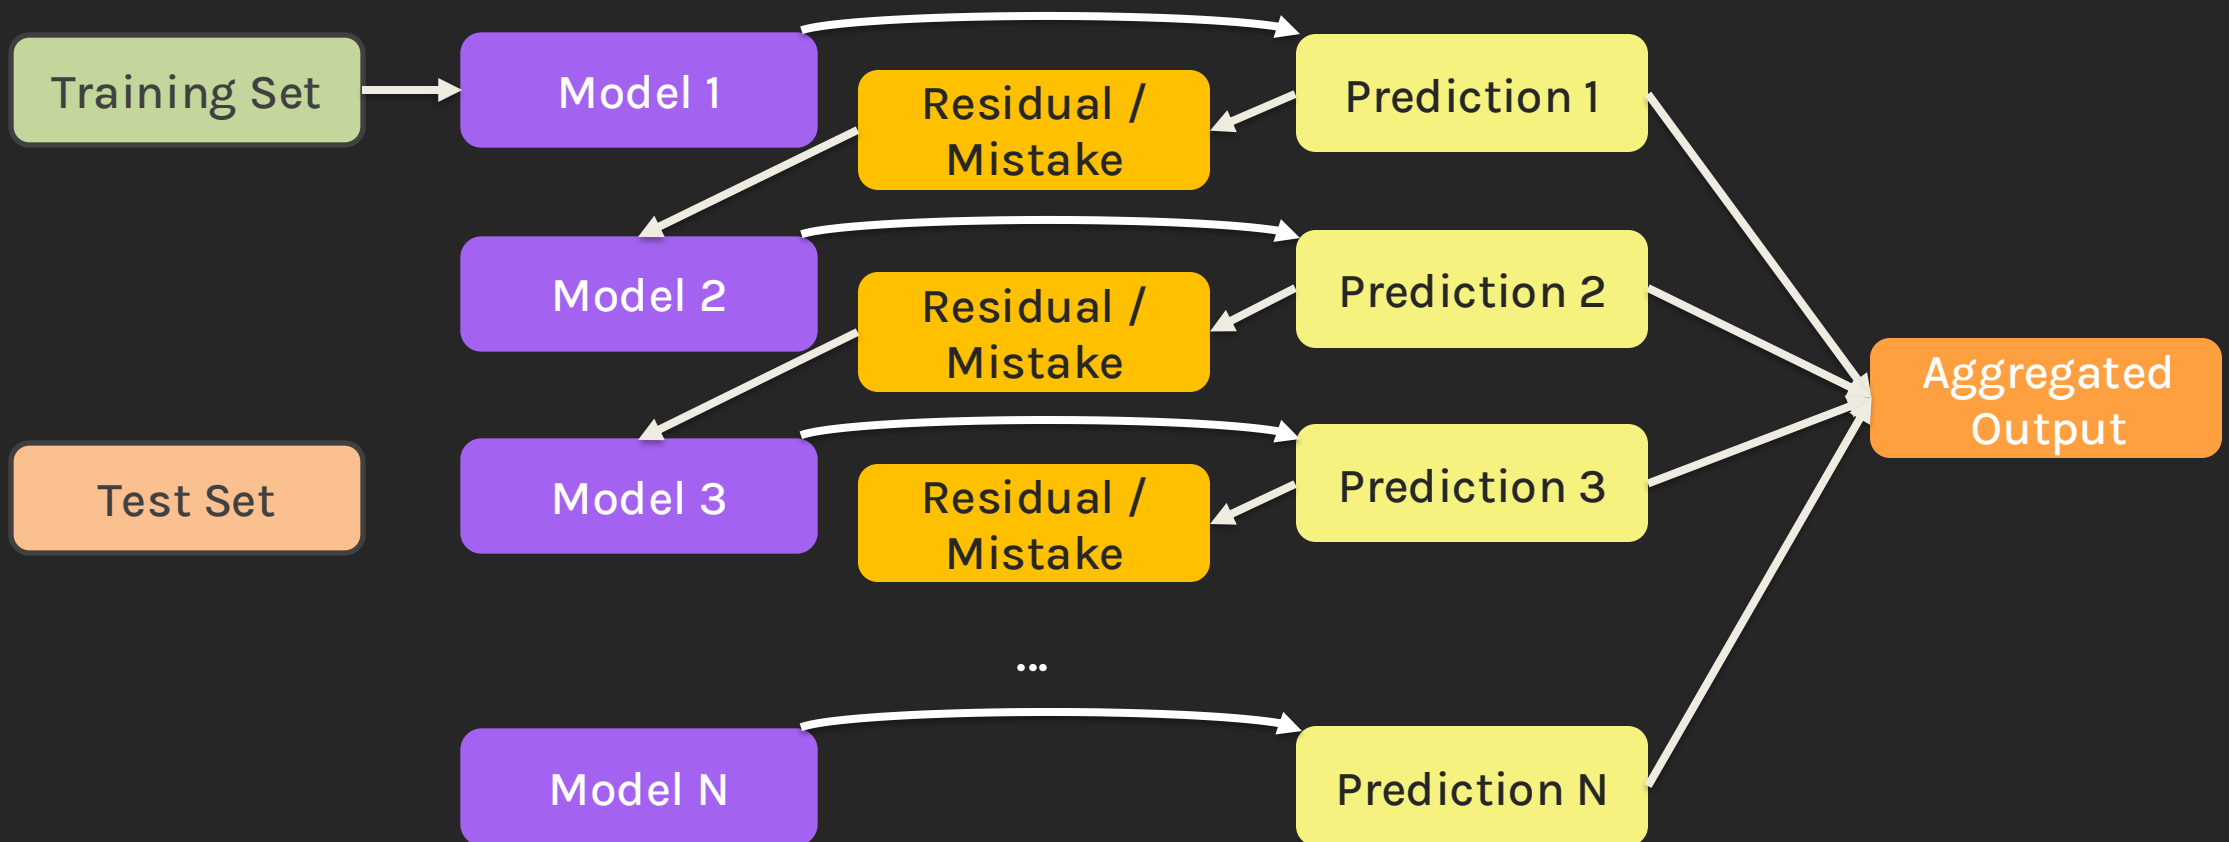 Training Set
Model 1
Residual /
Mistake
Prediction 1
Model 2
Residual /
Mistake
Prediction 2
Aggregated
Output
Test Set
Model 3
Residual /
Mistake
Prediction 3
...
Model N
Prediction N